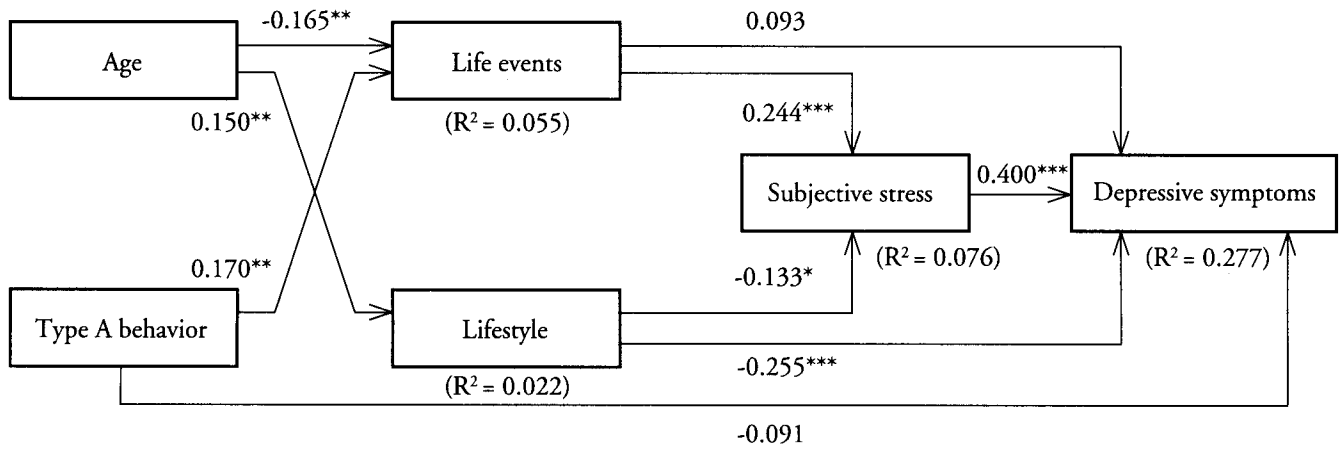 -0.165**
0.093
Age
Life events
0.150**
(R² = 0.055)
0.244***
Subjective stress
0.400***
Depressive symptoms
(R² = 0.076)
(R² = 0.277)
0.170**
-0.133*
Type A behavior
Lifestyle
-0.255***
(R² = 0.022)
-0.091